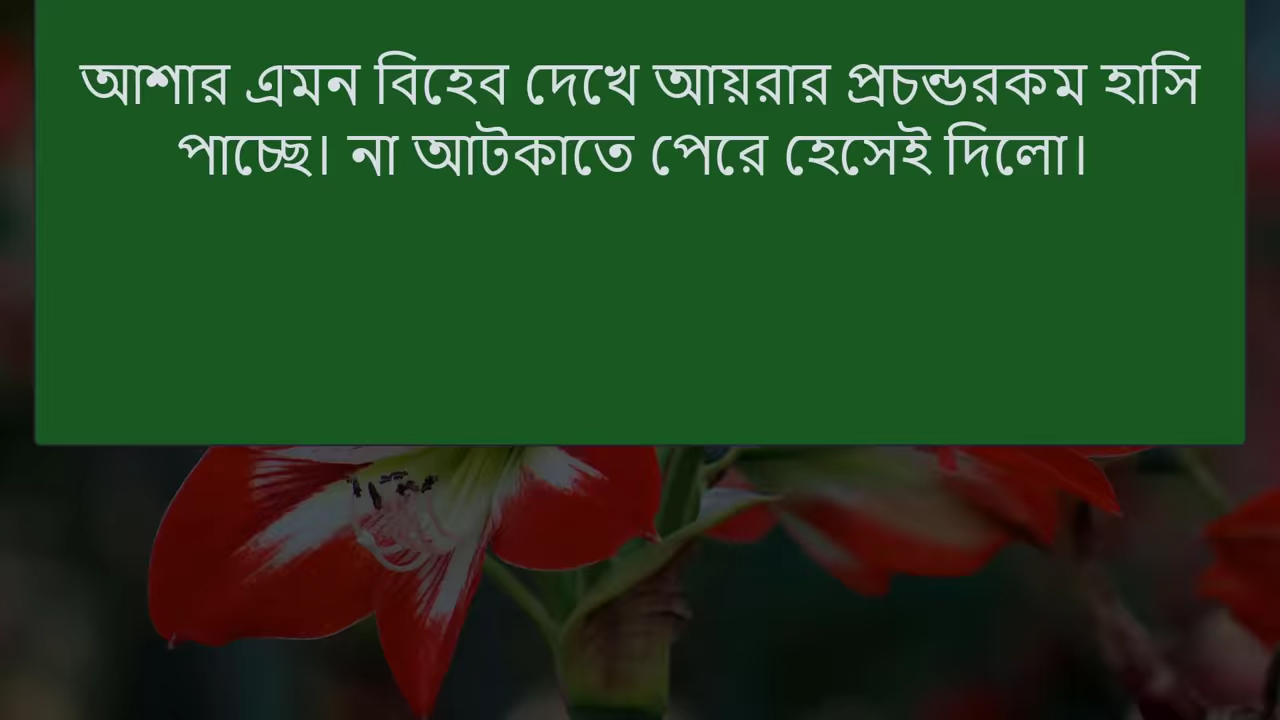 আশার এমন বিহেব দেখে আয়রার প্রচন্ডরকম হাসি
পাচ্ছে। না আটকাতে পেরে হেসেই দিলো।